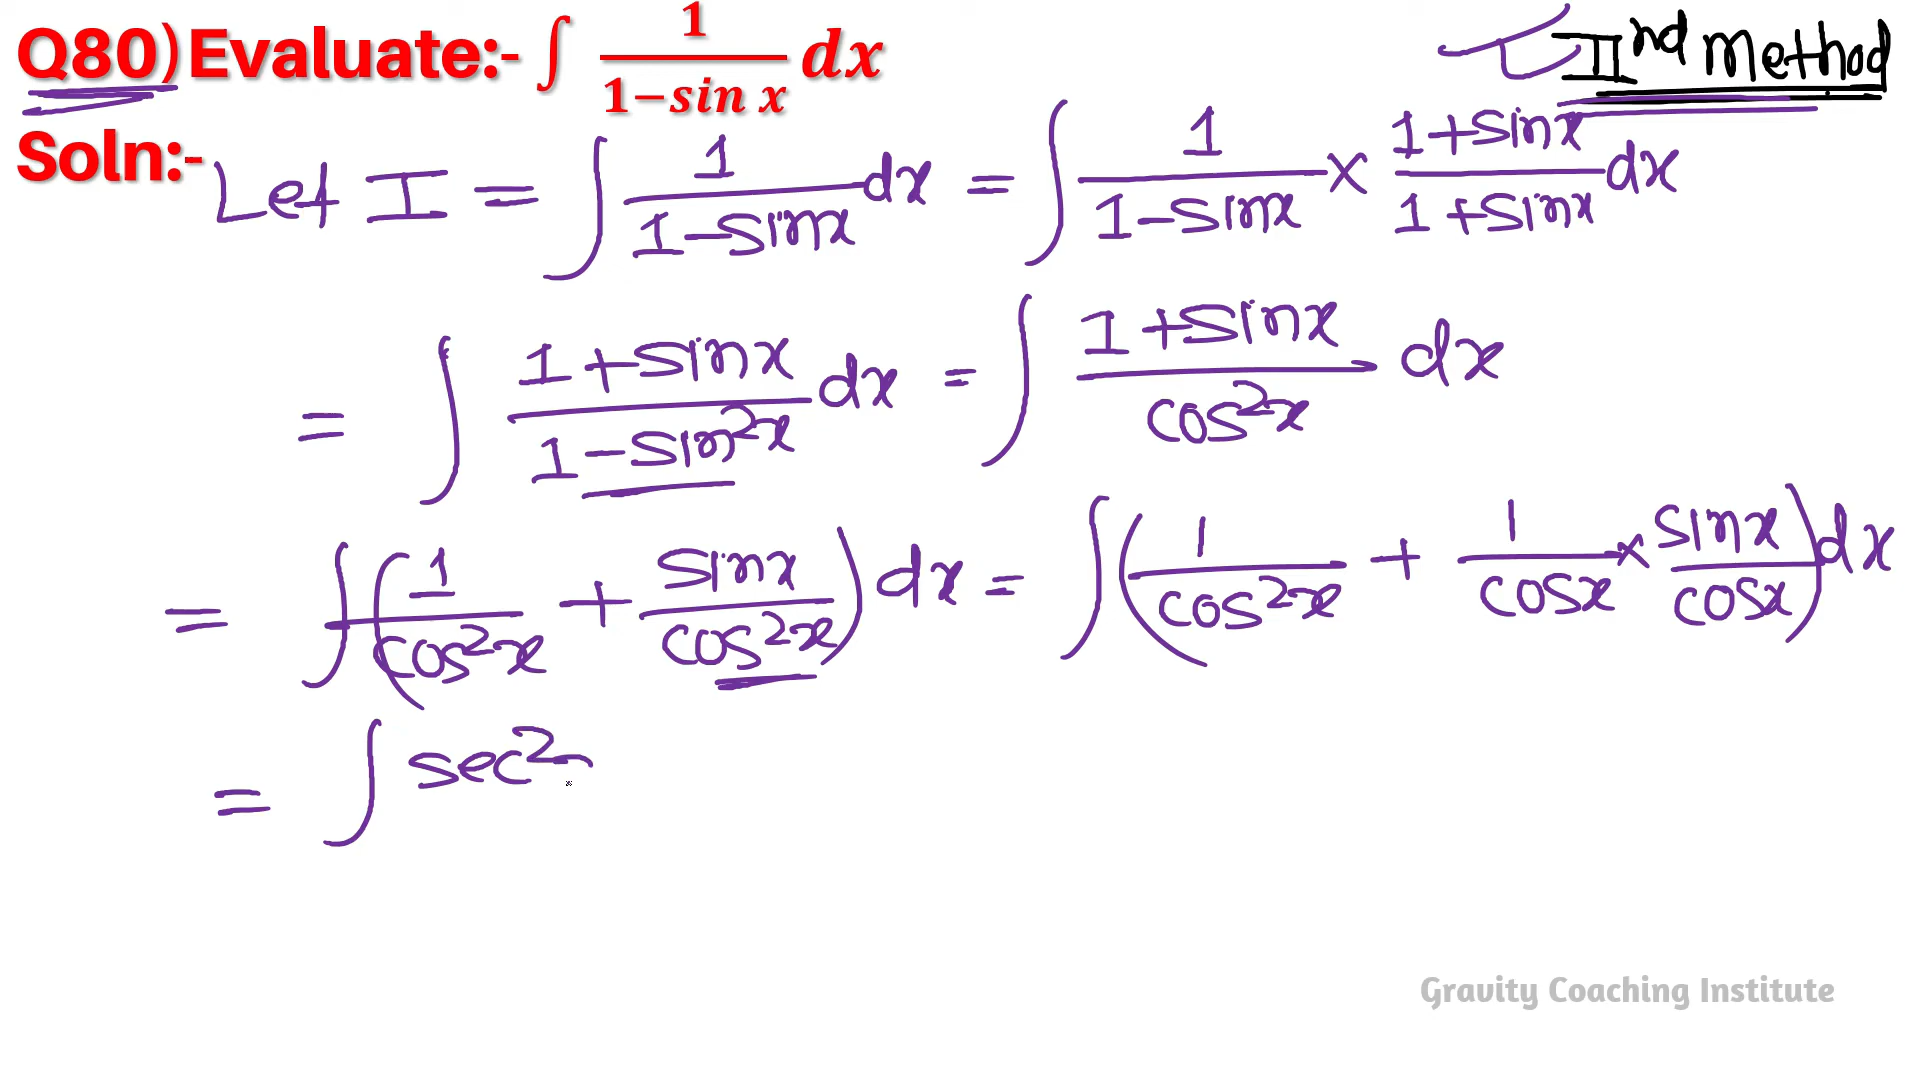 Q80) Evaluate:- ∫ 1/(1−sin x) dx
IInd Method
Soln:- Let I = ∫ 1/(1−sinx) dx = ∫ 1/(1−sinx) × (1+sinx)/(1+sinx) dx
= ∫ (1+sinx)/(1−sin²x) dx = ∫ (1+sinx)/(cos²x) dx
= ∫ (1/cos²x + sinx/cos²x) dx = ∫ (1/cos²x + 1/cosx × sinx/cosx) dx
= ∫ sec²
Gravity Coaching Institute